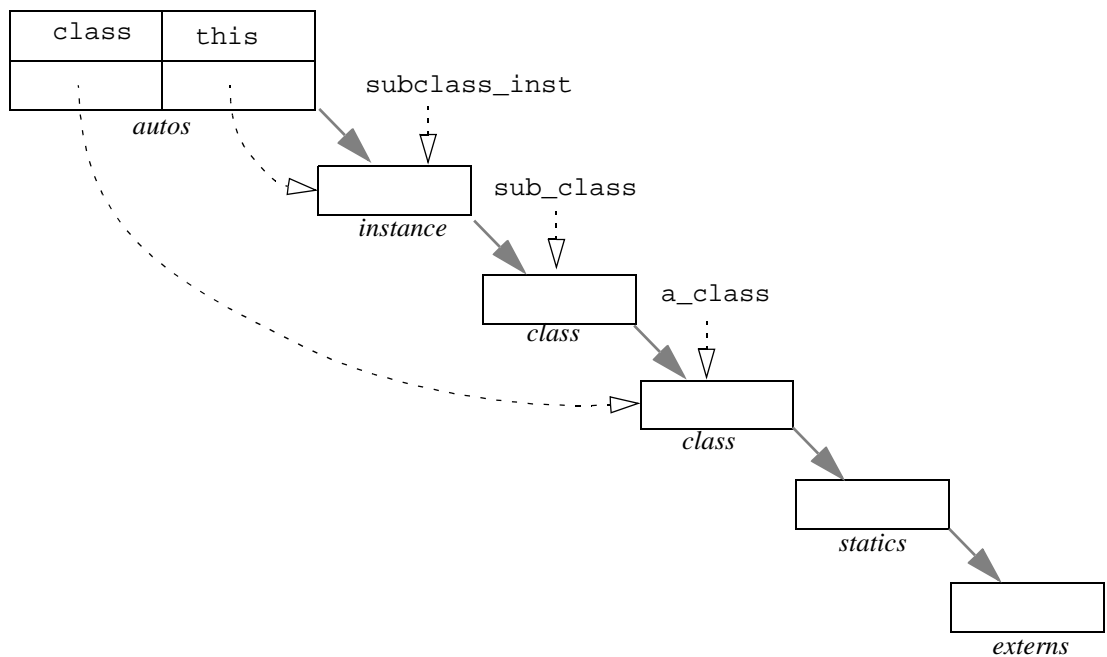 class this
subclass_inst
autos
sub_class
instance
a_class
class
class
statics
externs